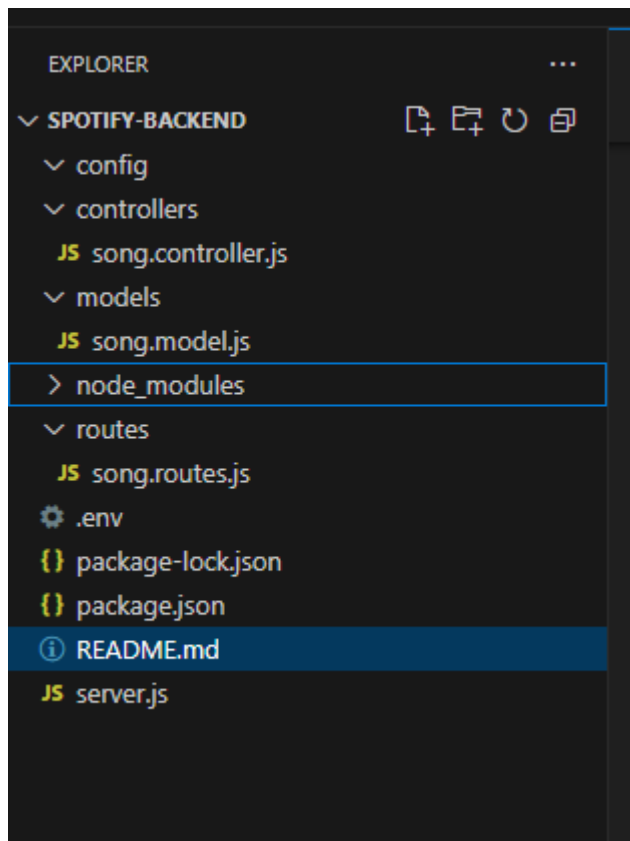 EXPLORER
SPOTIFY-BACKEND
config
controllers
JS song.controller.js
models
JS song.model.js
node_modules
routes
JS song.routes.js
.env
{} package-lock.json
{} package.json
README.md
JS server.js